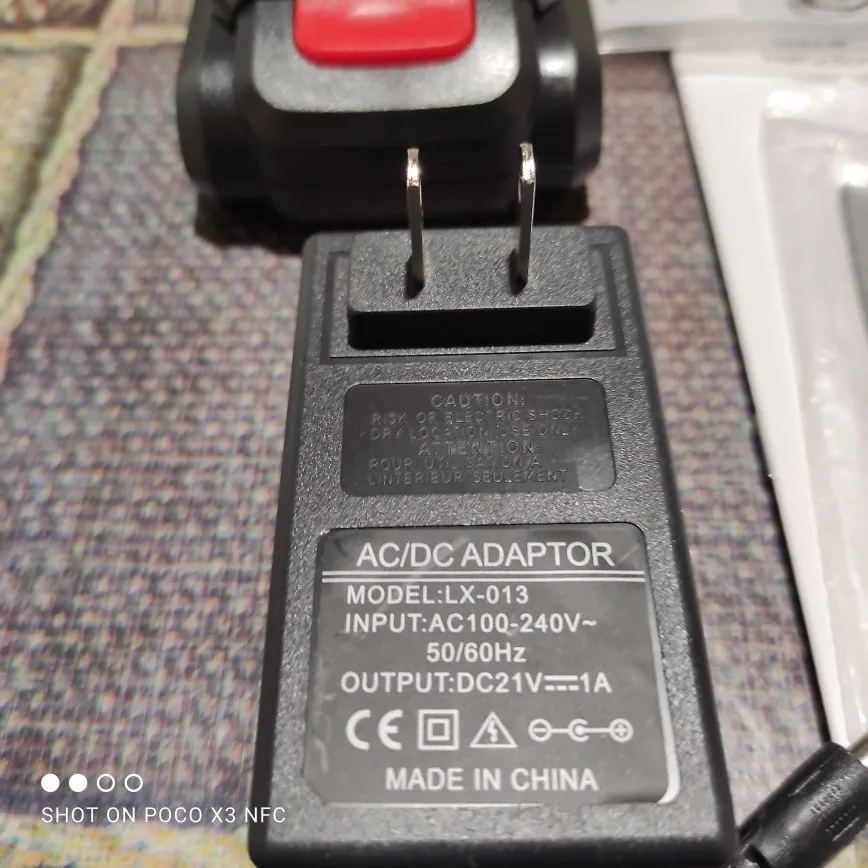 CAUTION:
RISK OF ELECTRIC SHOCK
DRY LOCATION USE ONLY
ATTENTION:
POUR UTILISATION A
L'INTERIEUR SEULEMENT
AC/DC ADAPTOR
MODEL:LX-013
INPUT:AC100-240V~
50/60Hz
OUTPUT:DC21V⎓1A
CE
MADE IN CHINA
SHOT ON POCO X3 NFC